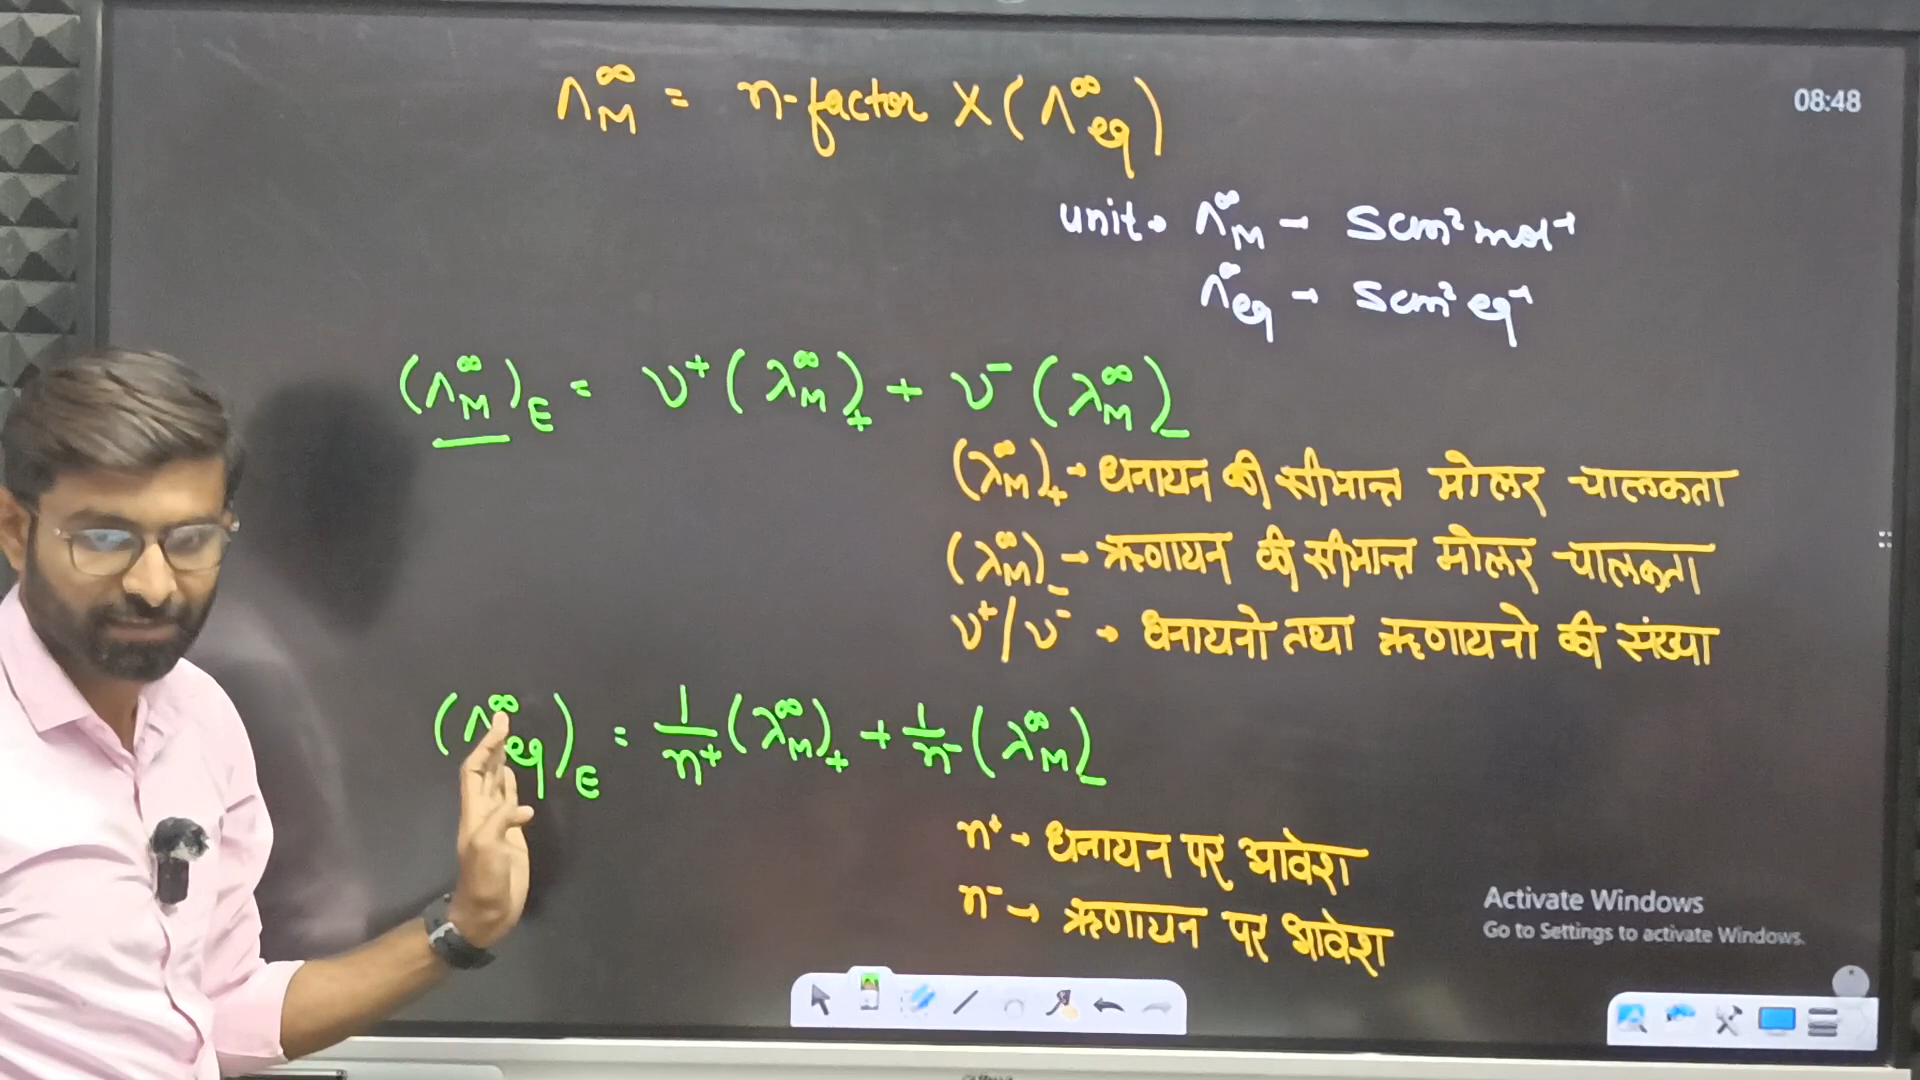 Λ∞M = n-factor X (Λ∞eq)
08:48
unit → Λ∞M → S cm² mol⁻¹
Λ∞eq → S cm² eq⁻¹
(Λ∞M)E = ν⁺ (λ∞M)+ + ν⁻ (λ∞M)-
(λ∞M)+ → धनायन की सीमान्त मोलर चालकता
(λ∞M)- → ऋणायन की सीमान्त मोलर चालकता
ν⁺/ν⁻ → धनायनो तथा ऋणायनो की संख्या
(Λ∞eq)E = 1/n⁺ (λ∞M)+ + 1/n⁻ (λ∞M)-
n⁺ → धनायन पर आवेश
n⁻ → ऋणायन पर आवेश
Activate Windows
Go to Settings to activate Windows.